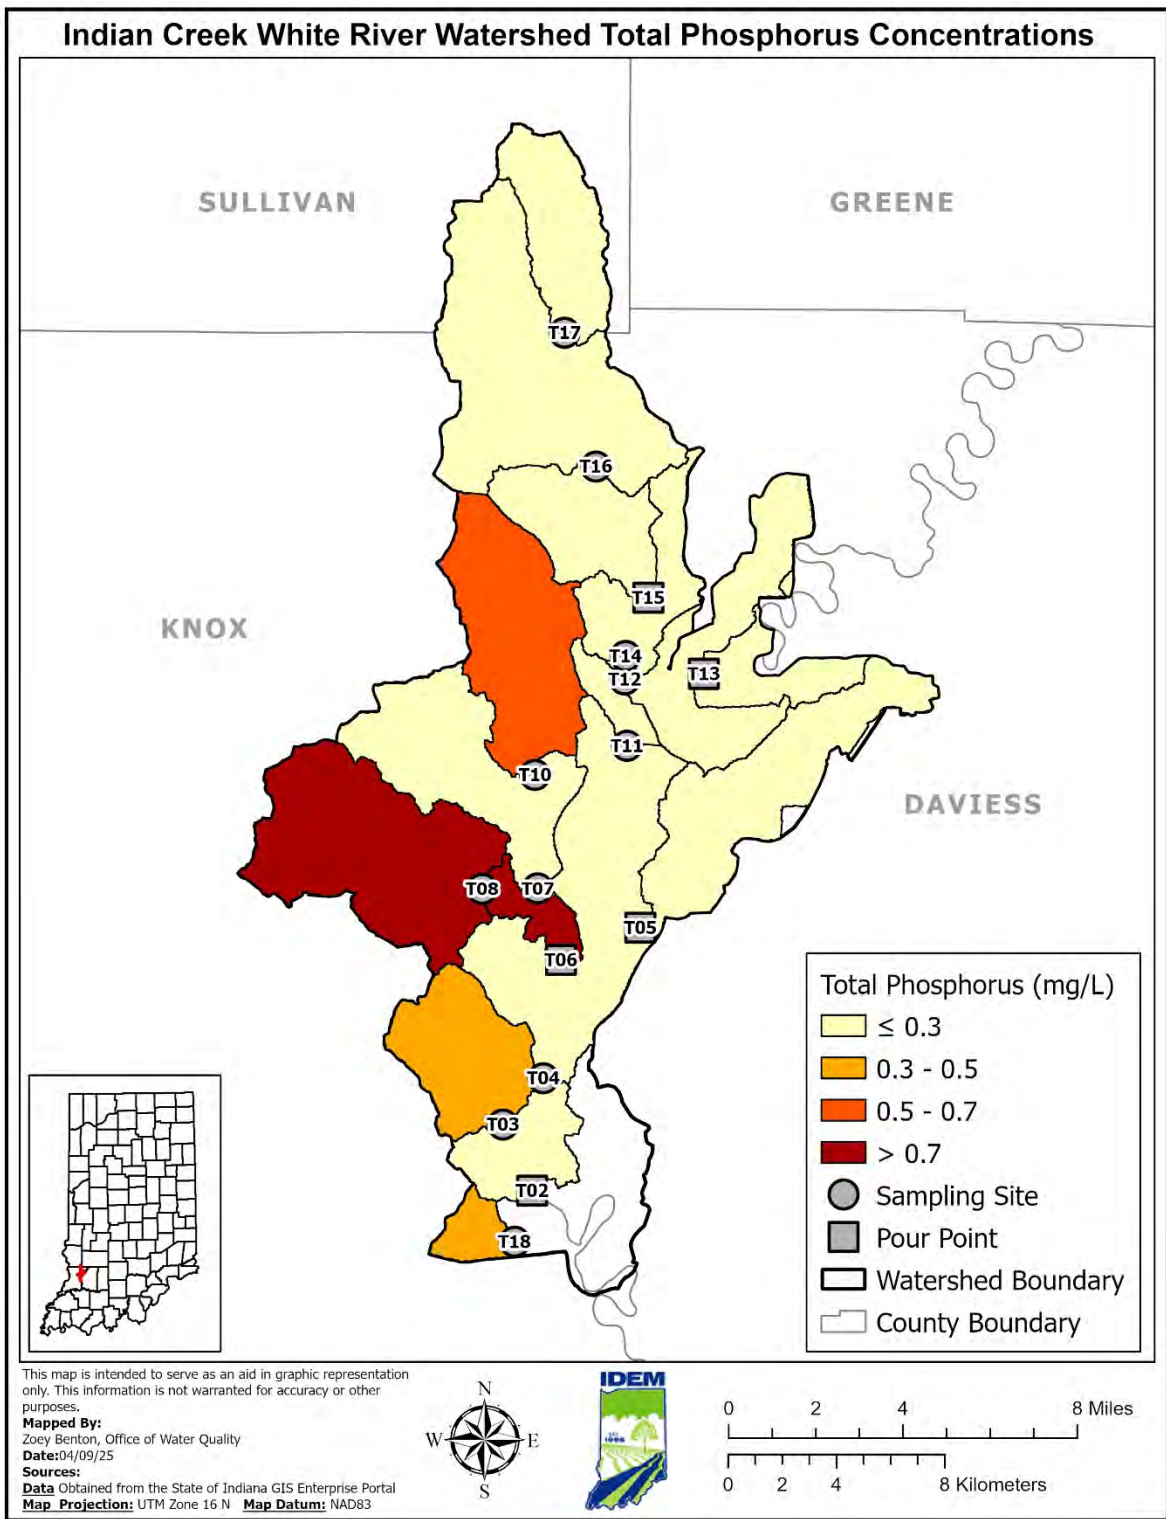 Indian Creek White River Watershed Total Phosphorus Concentrations
SULLIVAN
GREENE
T17
T16
T15
KNOX
T14
T12
T13
T11
T10
DAVIESS
T08
T07
T05
T06
T04
T03
T02
T18
Total Phosphorus (mg/L)
≤ 0.3
0.3 - 0.5
0.5 - 0.7
> 0.7
Sampling Site
Pour Point
Watershed Boundary
County Boundary
This map is intended to serve as an aid in graphic representation
only. This information is not warranted for accuracy or other
purposes.
Mapped By:
Zoey Benton, Office of Water Quality
Date:04/09/25
Sources:
Data Obtained from the State of Indiana GIS Enterprise Portal
Map Projection: UTM Zone 16 N Map Datum: NAD83
N
W E
S
IDEM
1986
0 2 4 8 Miles
0 2 4 8 Kilometers